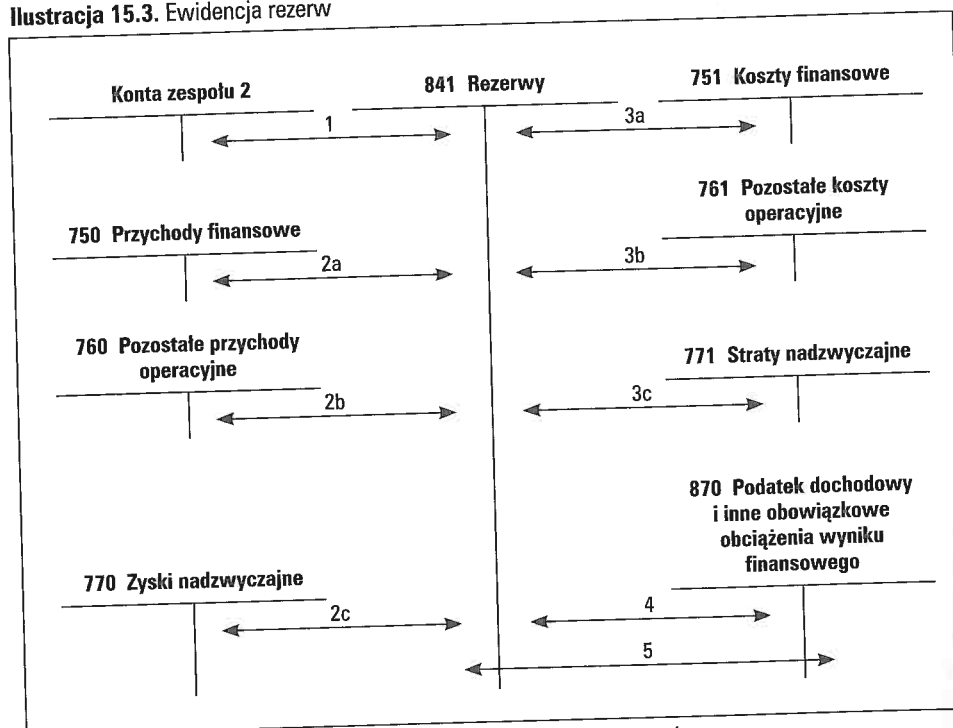 Ilustracja 15.3. Ewidencja rezerw
Konta zespołu 2
841 Rezerwy
751 Koszty finansowe
1
3a
761 Pozostałe koszty
operacyjne
750 Przychody finansowe
2a
3b
760 Pozostałe przychody
operacyjne
771 Straty nadzwyczajne
2b
3c
870 Podatek dochodowy
i inne obowiązkowe
obciążenia wyniku
finansowego
770 Zyski nadzwyczajne
2c
4
5